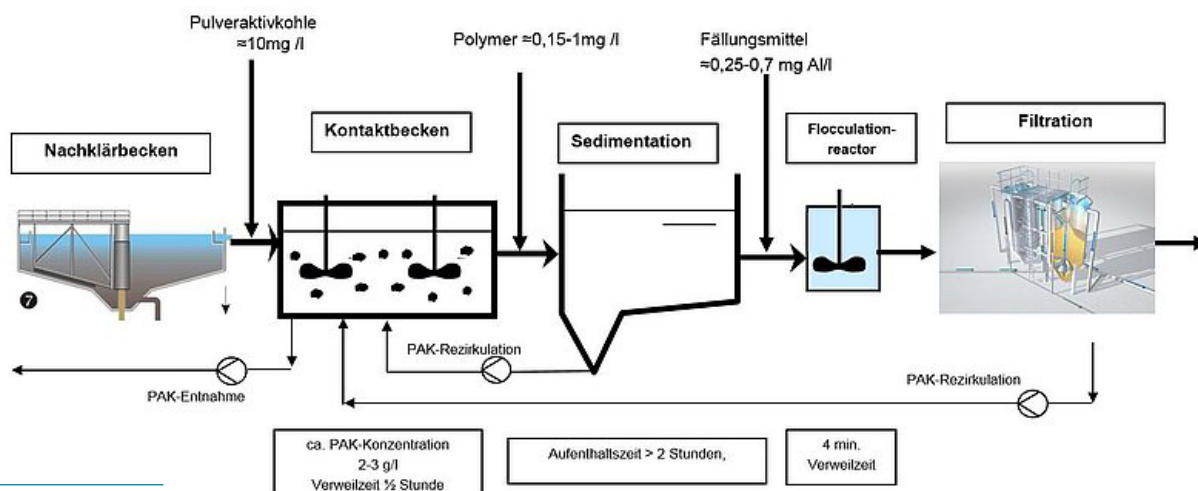 Pulveraktivkohle
≈10mg /l
Polymer ≈0,15-1mg /l
Fällungsmittel
≈0,25-0,7 mg Al/l
Nachklärbecken
Kontaktbecken
Sedimentation
Flocculation-
reactor
Filtration
7
PAK-Entnahme
PAK-Rezirkulation
PAK-Rezirkulation
ca. PAK-Konzentration
2-3 g/l
Verweilzeit ½ Stunde
Aufenthaltszeit > 2 Stunden,
4 min.
Verweilzeit